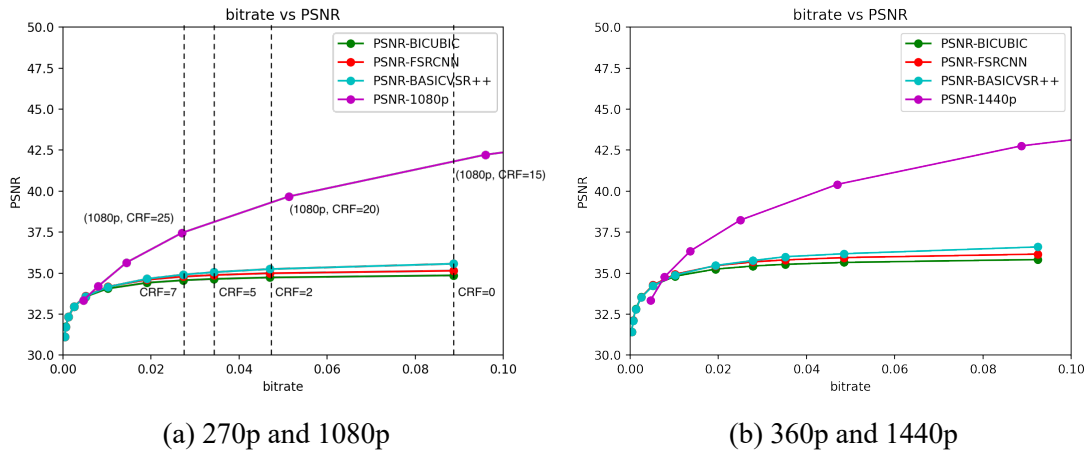 bitrate vs PSNR
50.0
47.5
45.0
42.5
40.0
37.5
35.0
32.5
30.0
PSNR
PSNR-BICUBIC
PSNR-FSRCNN
PSNR-BASICVSR++
PSNR-1080p
(1080p, CRF=15)
(1080p, CRF=20)
(1080p, CRF=25)
CRF=7
CRF=5
CRF=2
CRF=0
0.00 0.02 0.04 0.06 0.08 0.10
bitrate
(a) 270p and 1080p
bitrate vs PSNR
50.0
47.5
45.0
42.5
40.0
37.5
35.0
32.5
30.0
PSNR
PSNR-BICUBIC
PSNR-FSRCNN
PSNR-BASICVSR++
PSNR-1440p
0.00 0.02 0.04 0.06 0.08 0.10
bitrate
(b) 360p and 1440p